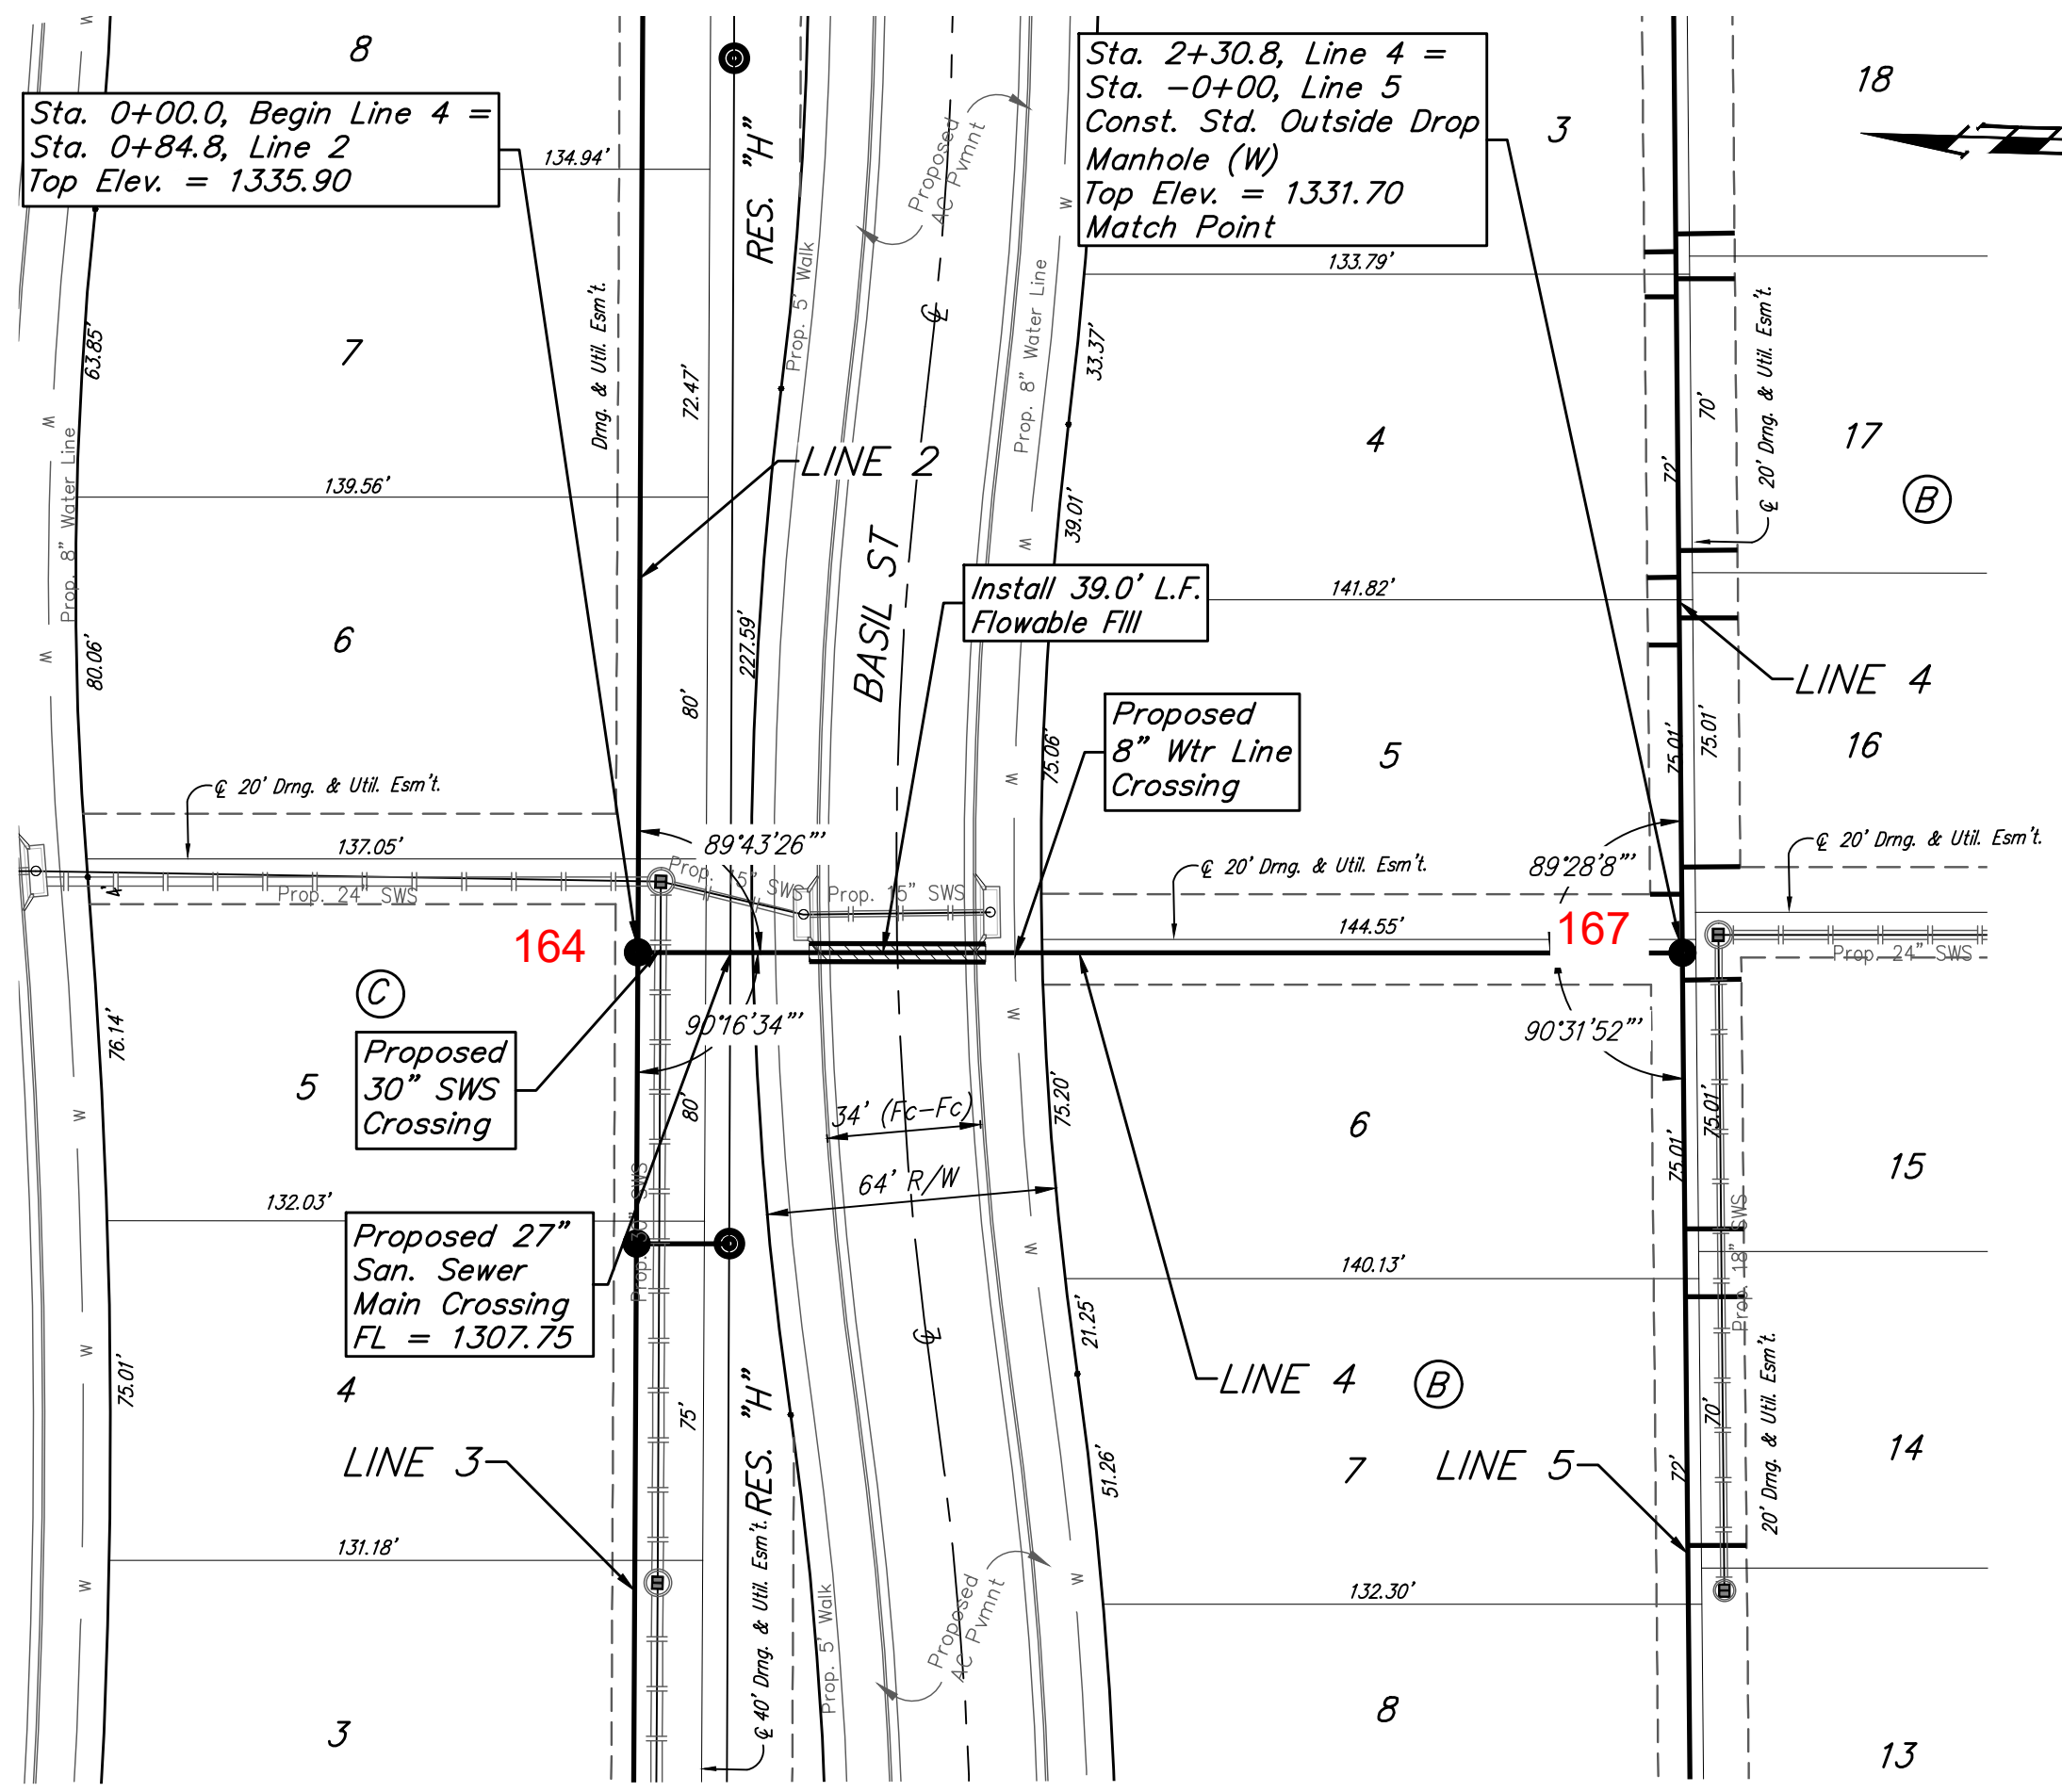 8
Sta. 0+00.0, Begin Line 4 =
Sta. 0+84.8, Line 2
Top Elev. = 1335.90
Sta. 2+30.8, Line 4 =
Sta. -0+00, Line 5
Const. Std. Outside Drop
Manhole (W)
Top Elev. = 1331.70
Match Point
3
18
134.94'
RES. "H"
Proposed
AC Pvmnt
Prop. 5' Walk
Prop. 8" Water Line
W
W
133.79'
63.85'
7
Drng. & Util. Esm't.
72.47'
℄
33.37'
4
70'
72'
℄ 20' Drng. & Util. Esm't.
17
B
W
Prop. 8" Water Line
LINE 2
139.56'
39.01'
BASIL ST
W
Install 39.0' L.F.
Flowable FIll
141.82'
W
6
80.06'
227.59'
80'
LINE 4
Proposed
8" Wtr Line
Crossing
75.06'
5
75.01'
75.01'
16
W
℄ 20' Drng. & Util. Esm't.
137.05'
89°43'26"'
Prop. 15" SWS
Prop. 15" SWS
℄ 20' Drng. & Util. Esm't.
89°28'8"'
℄ 20' Drng. & Util. Esm't.
4'
Prop. 24" SWS
164
144.55'
167
Prop. 24" SWS
C
76.14'
90°16'34"'
W
90°31'52"'
Proposed
30" SWS
Crossing
5
80'
34' (Fc-Fc)
75.20'
6
75.01'
75.01'
15
W
64' R/W
132.03'
Prop. 30" SWS
Proposed 27"
San. Sewer
Main Crossing
FL = 1307.75
W
140.13'
Prop. 18" SWS
W
℄
21.25'
75.01'
4
75'
RES. "H"
LINE 4
B
70'
20' Drng. & Util. Esm't.
14
LINE 3
51.26'
7
LINE 5
72'
131.18'
W
W
132.30'
℄ 40' Drng. & Util. Esm't.
Prop. 5' Walk
Proposed
AC Pvmnt
3
8
13